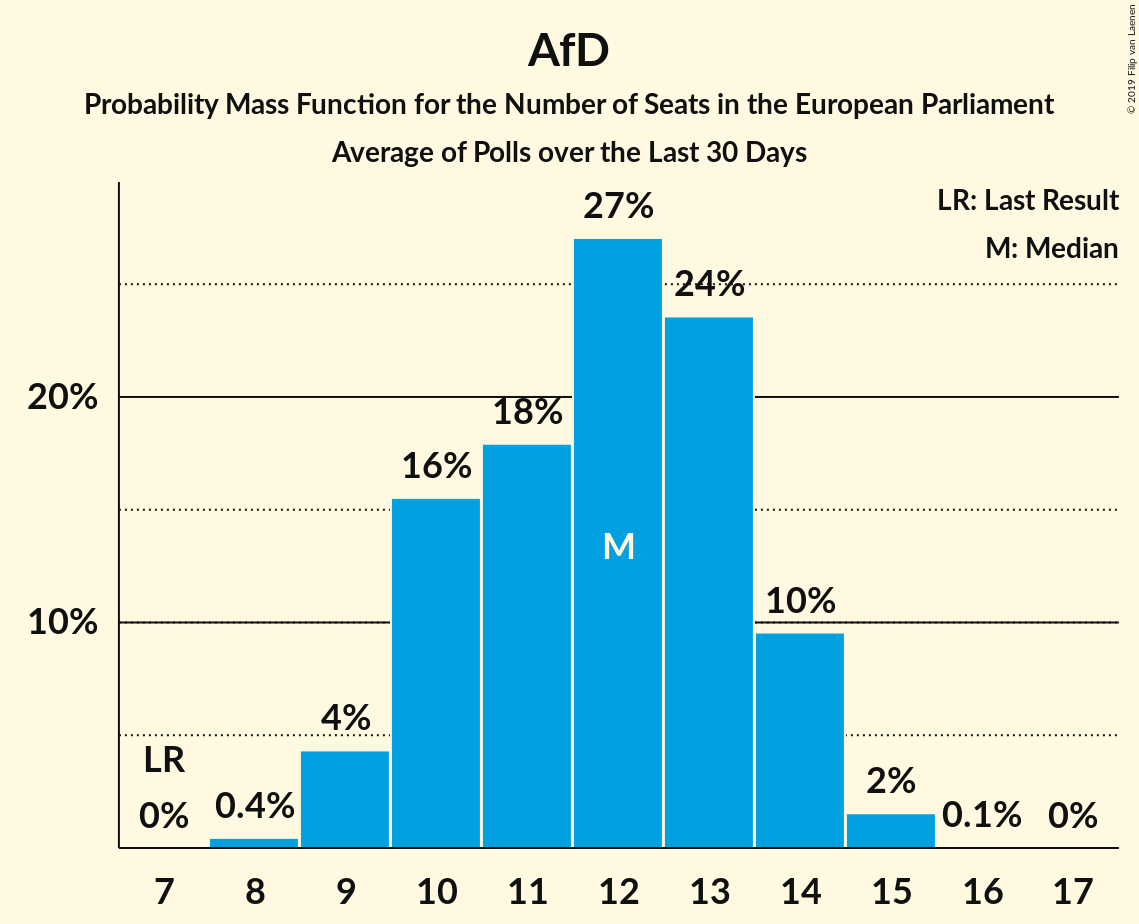 AfD
Probability Mass Function for the Number of Seats in the European Parliament
Average of Polls over the Last 30 Days
© 2019 Filip van Laenen
LR: Last Result
M: Median
27%
24%
20%
18%
16%
M
10%
10%
4%
LR
2%
0%
0.4%
0.1%
0%
7 8 9 10 11 12 13 14 15 16 17